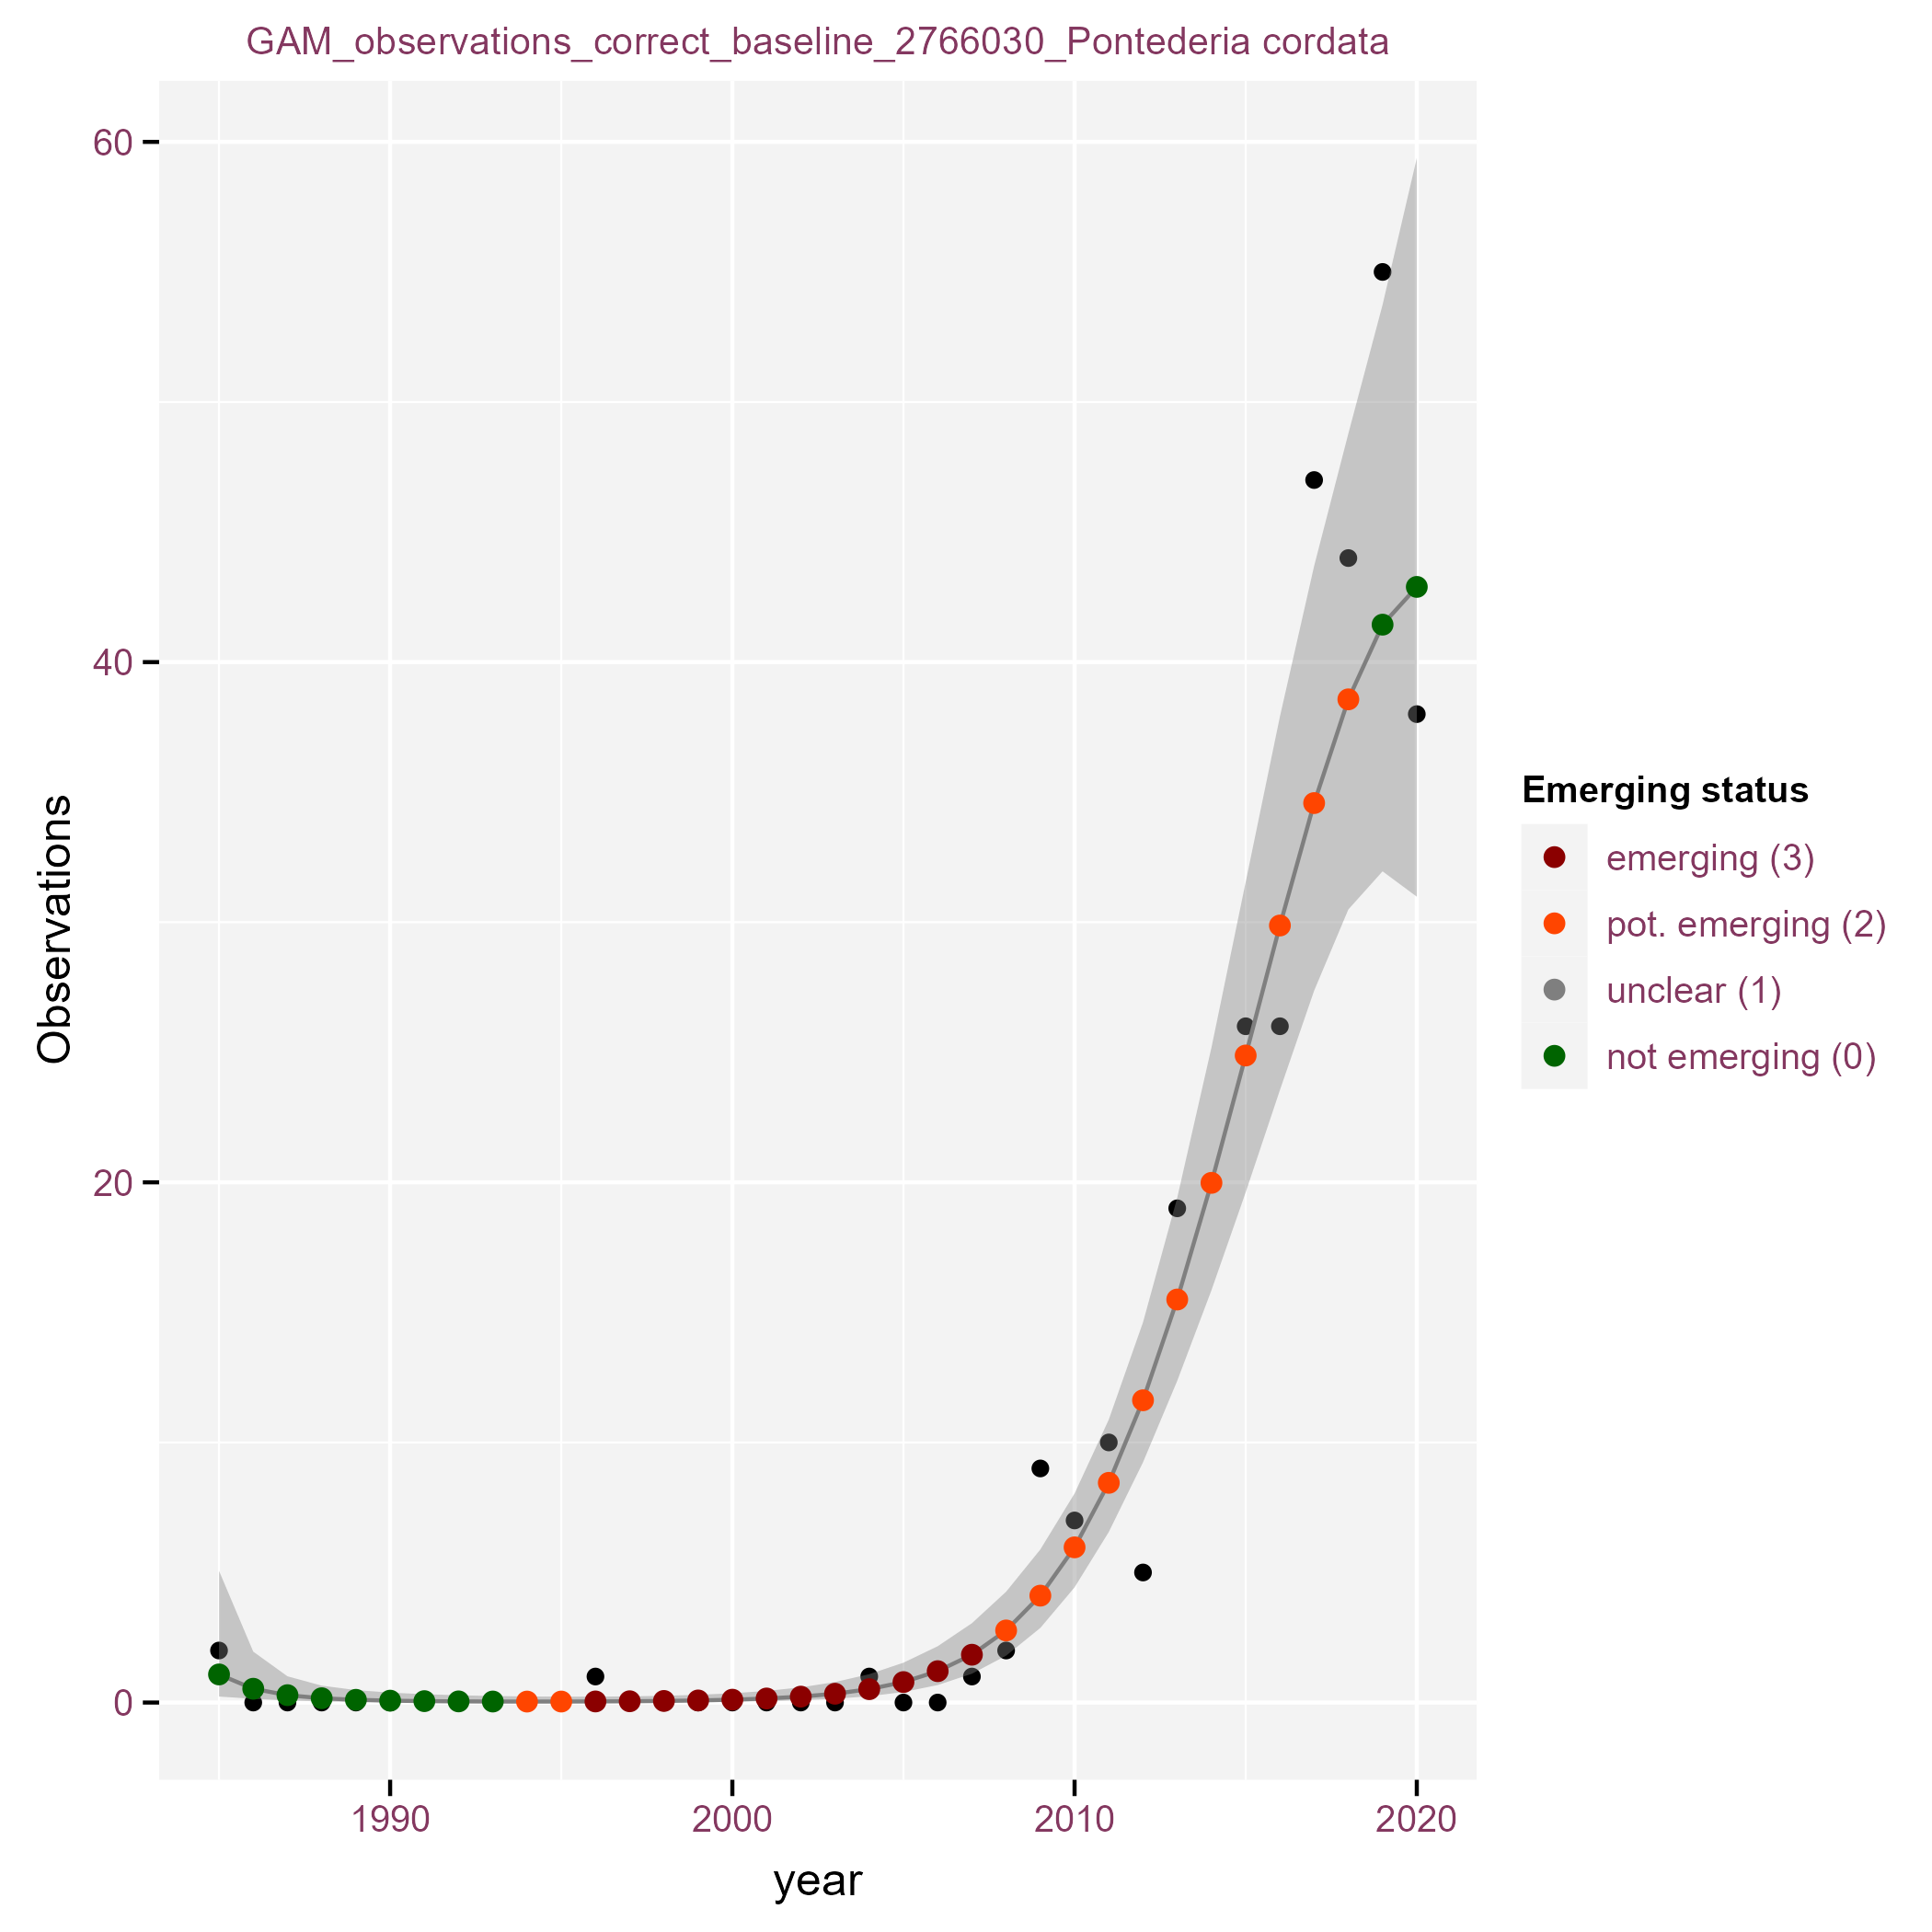 GAM_observations_correct_baseline_2766030_Pontederia cordata
60
40
20
0
Observations
1990
2000
2010
2020
year
Emerging status
emerging (3)
pot. emerging (2)
unclear (1)
not emerging (0)